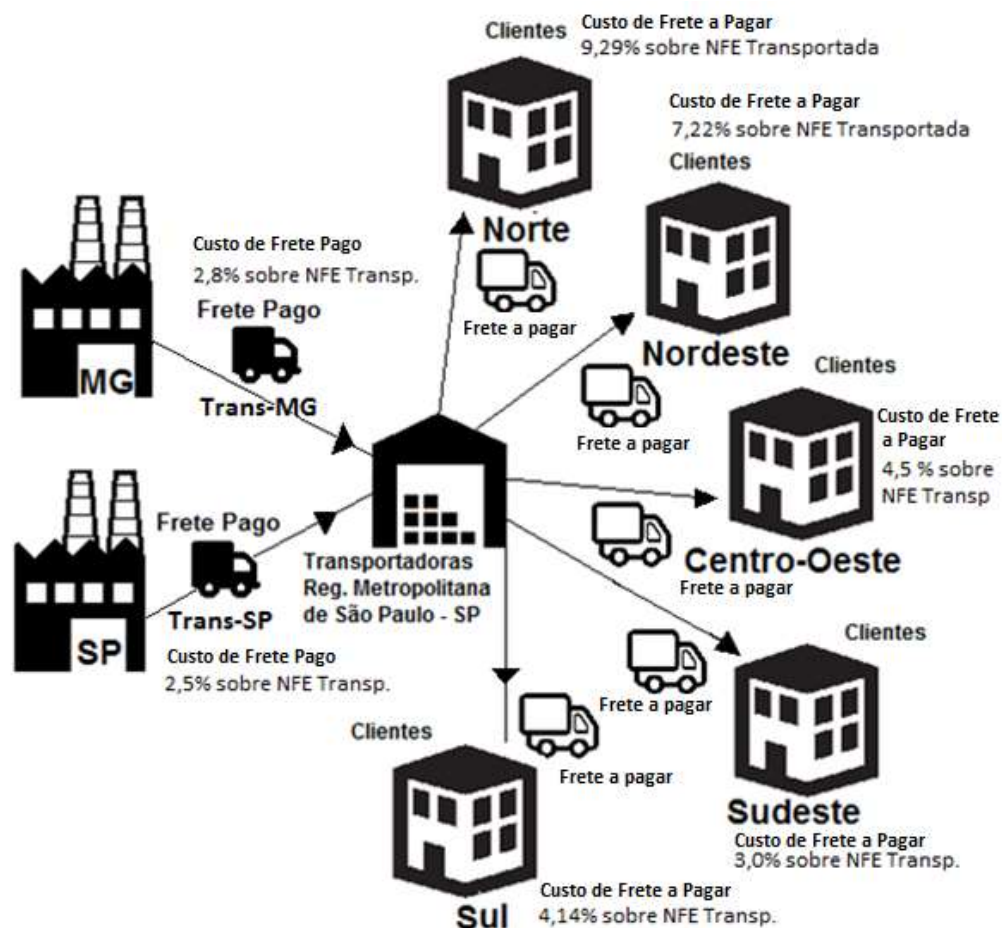 Clientes
Custo de Frete a Pagar
9,29% sobre NFE Transportada
Custo de Frete a Pagar
7,22% sobre NFE Transportada
Clientes
Norte
Frete a pagar
Custo de Frete Pago
2,8% sobre NFE Transp.
Frete Pago
MG
Trans-MG
Nordeste
Frete a pagar
Clientes
Custo de Frete
a Pagar
4,5 % sobre
NFE Transp
Centro-Oeste
Frete a pagar
Frete Pago
Transportadoras
Reg. Metropolitana
de São Paulo - SP
SP
Trans-SP
Custo de Frete Pago
2,5% sobre NFE Transp.
Clientes
Frete a pagar
Sudeste
Custo de Frete a Pagar
3,0% sobre NFE Transp.
Clientes
Frete a pagar
Sul
Custo de Frete a Pagar
4,14% sobre NFE Transp.